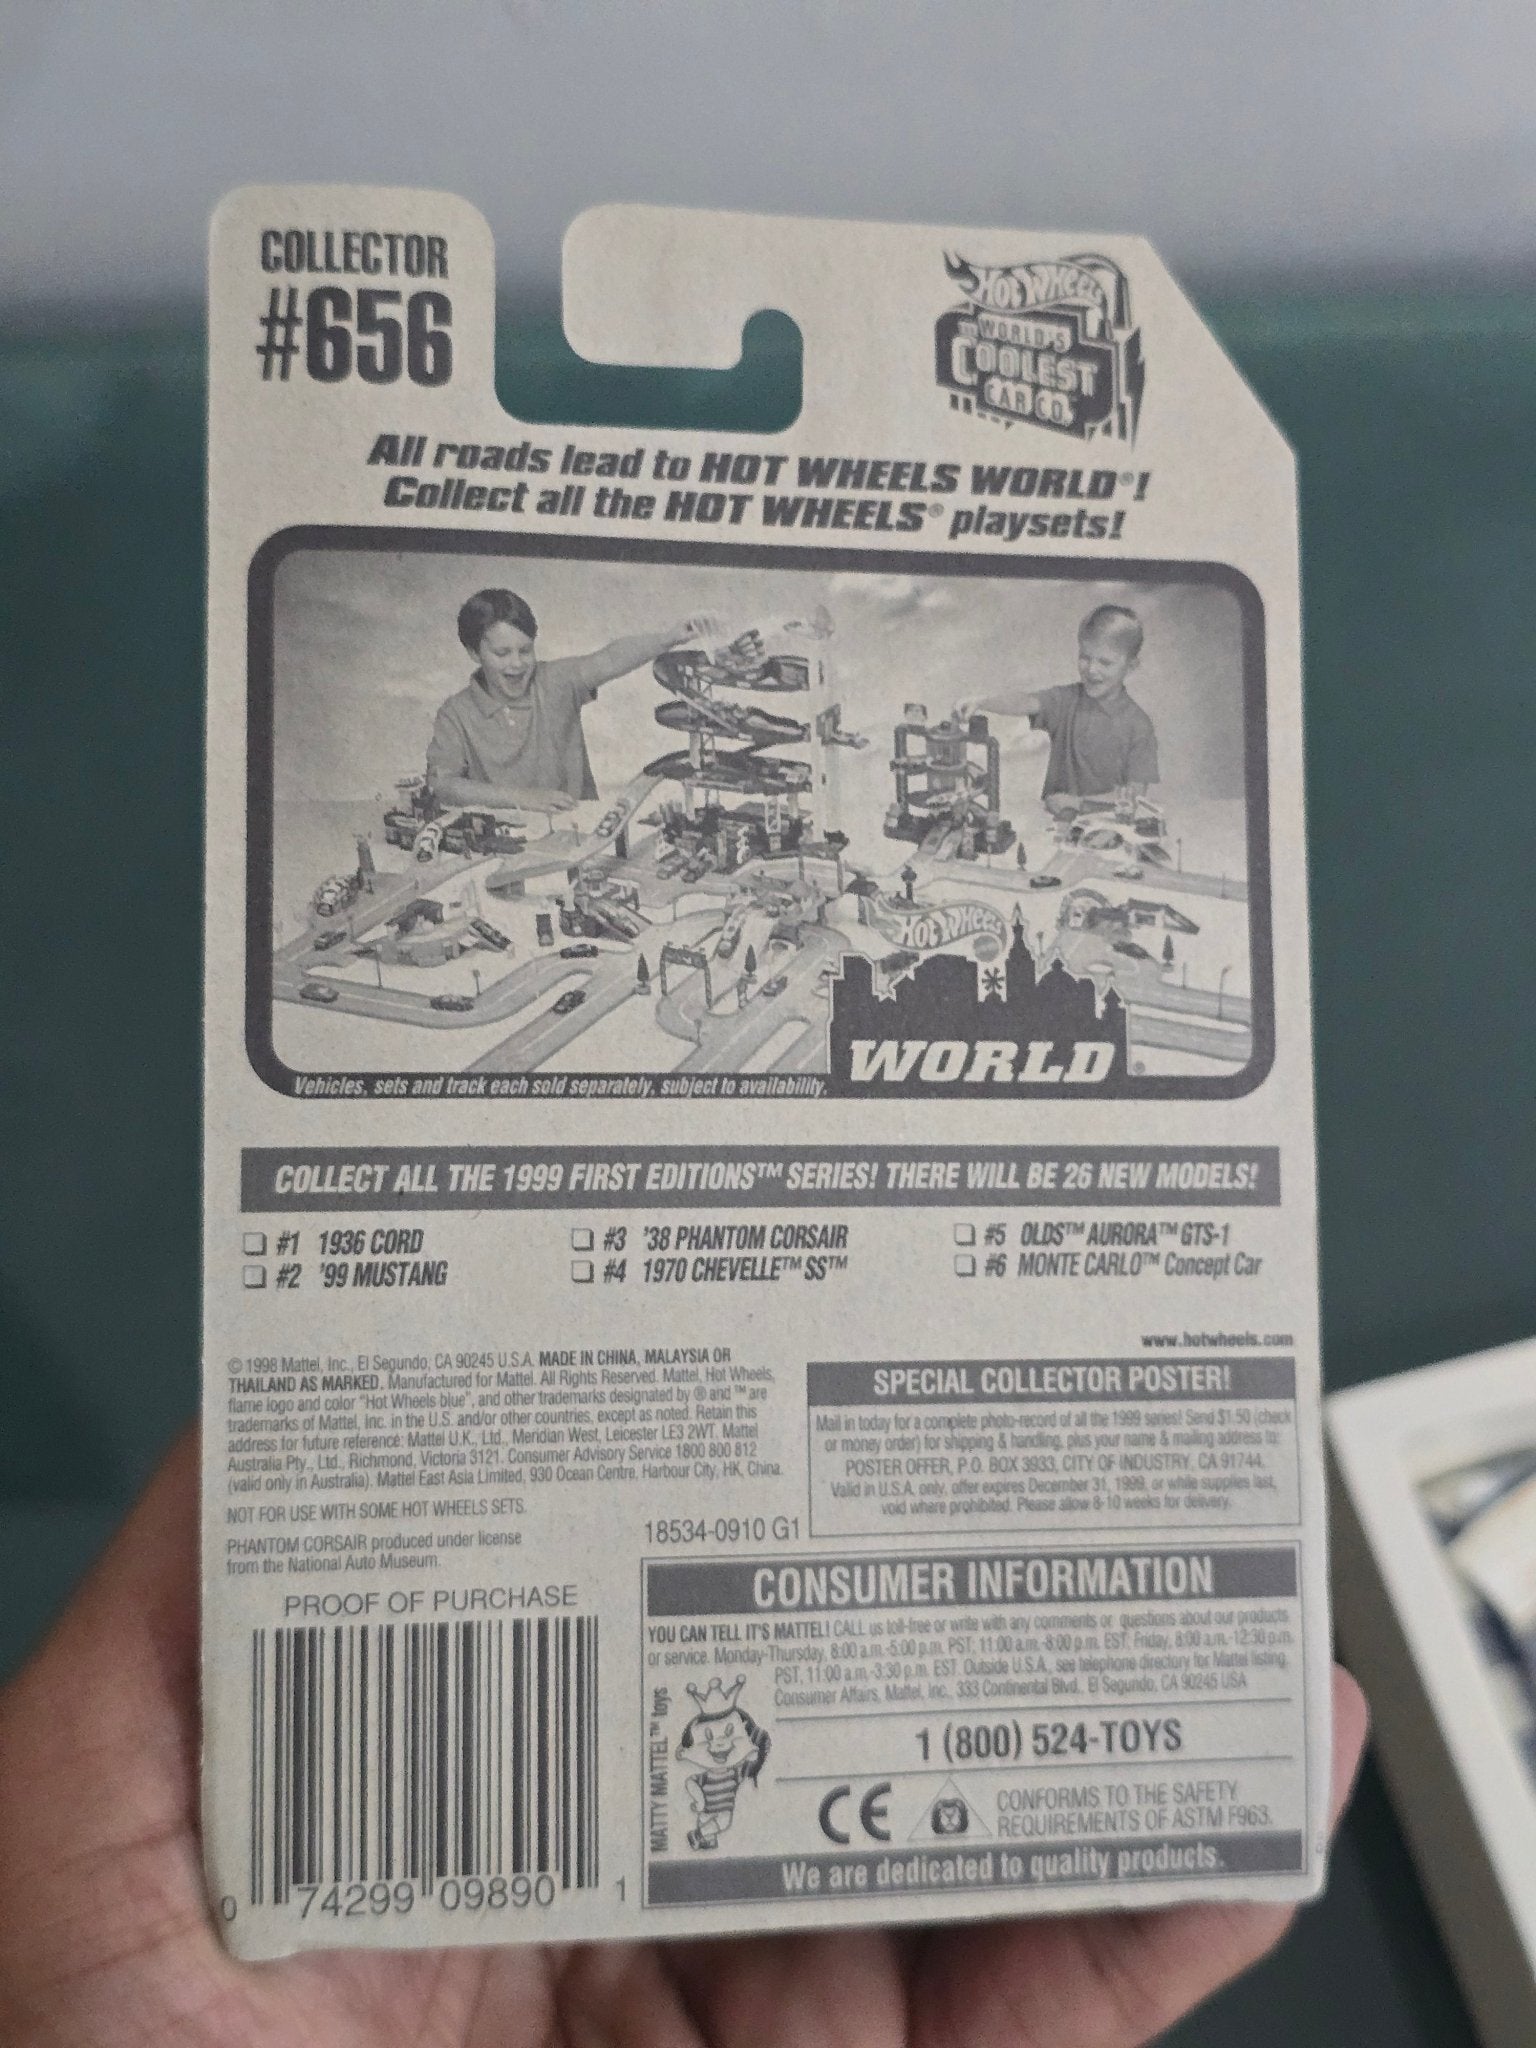 COLLECTOR
#656
HOT WHEELS
WORLD'S
COOLEST
CAR CO.
All roads lead to HOT WHEELS WORLD®!
Collect all the HOT WHEELS® playsets!
HOT WHEELS
WORLD®
Vehicles, sets and track each sold separately, subject to availability.
COLLECT ALL THE 1999 FIRST EDITIONS™ SERIES! THERE WILL BE 26 NEW MODELS!
#1 1936 CORD
#2 '99 MUSTANG
#3 '38 PHANTOM CORSAIR
#4 1970 CHEVELLE™ SS™
#5 OLDS™ AURORA™ GTS-1
#6 MONTE CARLO™ Concept Car
© 1998 Mattel, Inc., El Segundo, CA 90245 U.S.A. MADE IN CHINA, MALAYSIA OR
THAILAND AS MARKED. Manufactured for Mattel. All Rights Reserved. Mattel, Hot Wheels,
flame logo and color "Hot Wheels blue", and other trademarks designated by ® and ™ are
trademarks of Mattel, Inc. in the U.S. and/or other countries, except as noted. Retain this
address for future reference: Mattel U.K., Ltd., Meridian West, Leicester LE3 2WT. Mattel
Australia Pty., Ltd., Richmond, Victoria 3121. Consumer Advisory Service 1800 800 812
(valid only in Australia). Mattel East Asia Limited, 930 Ocean Centre, Harbour City, HK, China.
NOT FOR USE WITH SOME HOT WHEELS SETS.
PHANTOM CORSAIR produced under license
from the National Auto Museum.
18534-0910 G1
www.hotwheels.com
SPECIAL COLLECTOR POSTER!
Mail in today for a complete photo-record of all the 1999 series! Send $1.50 (check
or money order) for shipping & handling, plus your name & mailing address to:
POSTER OFFER, P.O. BOX 3933, CITY OF INDUSTRY, CA 91744.
Valid in U.S.A. only, offer expires December 31, 1999, or while supplies last,
void where prohibited. Please allow 8-10 weeks for delivery.
PROOF OF PURCHASE
0 74299 09890 1
CONSUMER INFORMATION
YOU CAN TELL IT'S MATTEL! CALL us toll-free or write with any comments or questions about our products
or service. Monday-Thursday, 8:00 a.m.-5:00 p.m. PST, 11:00 a.m.-8:00 p.m. EST, Friday, 8:00 a.m.-12:30 p.m.
PST, 11:00 a.m.-3:30 p.m. EST. Outside U.S.A., see telephone directory for Mattel listing.
Consumer Affairs, Mattel, Inc., 333 Continental Blvd., El Segundo, CA 90245 USA
MATTY MATTEL™ toys
1 (800) 524-TOYS
CE
CONFORMS TO THE SAFETY
REQUIREMENTS OF ASTM F963.
We are dedicated to quality products.